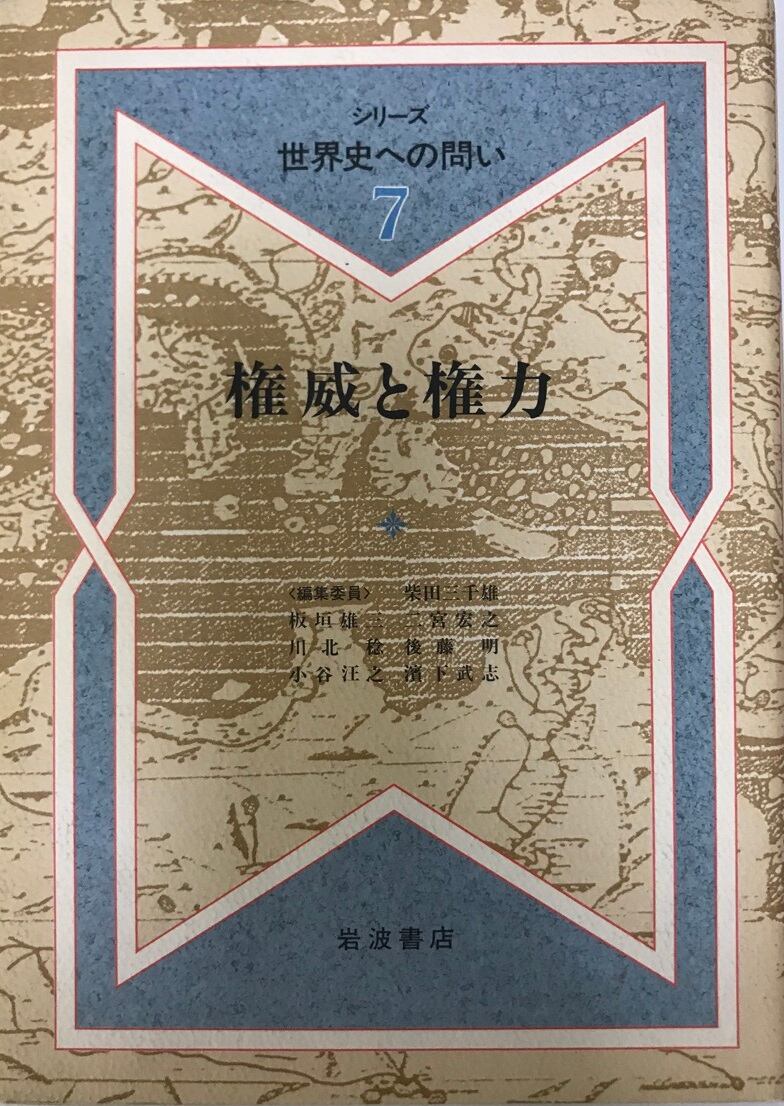 シリーズ
世界史への問い
7
権威と権力
〈編集委員〉 柴田三千雄
板垣雄三 二宮宏之
川北 稔 後藤 明
小谷汪之 濱下武志
岩波書店